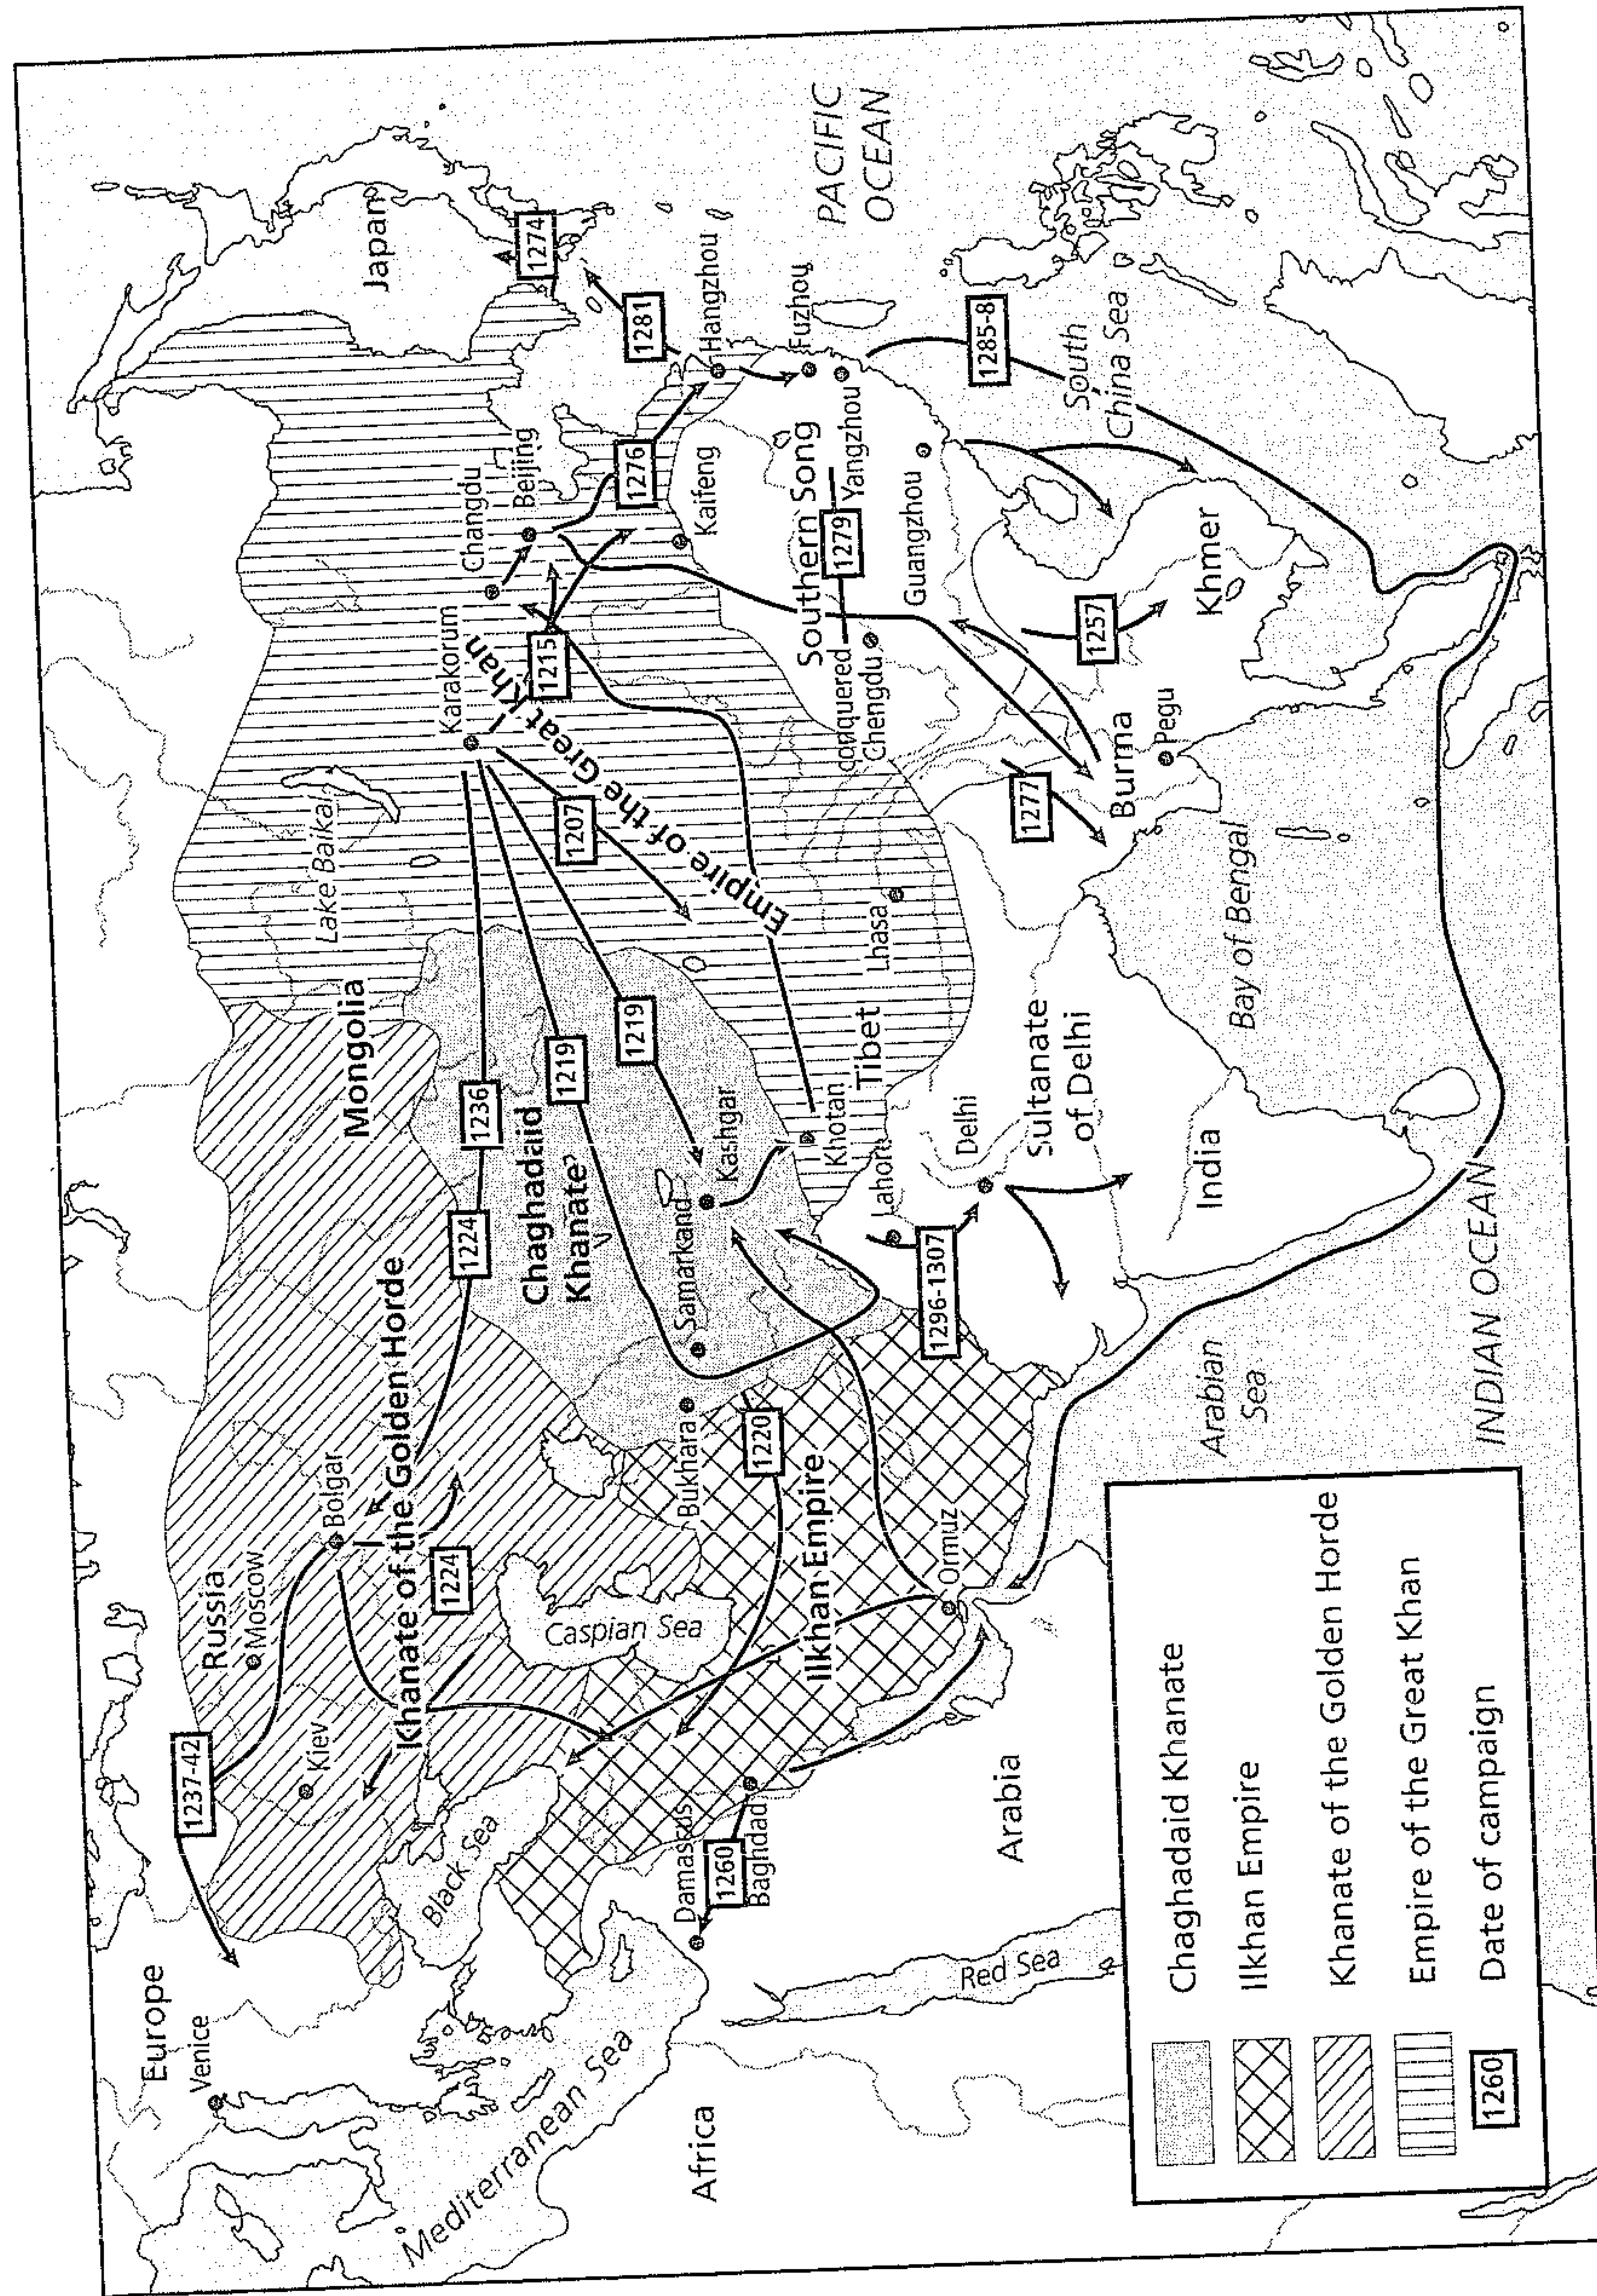 Europe
Venice
1237-42
Russia
Moscow
Kiev
Bolgar
Khanate of the Golden Horde
1224
1224
1236
Mongolia
Lake Baikal
Karakorum
Changdu
Beijing
Japan
1274
1281
1276
1215
1207
1219
1219
Empire of the Great Khan
Chaghadaid
Khanate
Black Sea
Caspian Sea
Mediterranean Sea
Damascus
1260
Baghdad
Bukhara
Samarkand
Kashgar
Khotan
Tibet
Lhasa
1220
Ilkhan Empire
Ormuz
Lahore
1296-1307
Delhi
Sultanate
of Delhi
India
Kaifeng
Hangzhou
Fuzhou
Southern Song
conquered
1279
Yangzhou
Chengdu
Guangzhou
PACIFIC
OCEAN
1285-8
South
China Sea
1257
Khmer
1277
Burma
Pegu
Bay of Bengal
Africa
Red Sea
Arabia
Arabian
Sea
INDIAN OCEAN
Chaghadaid Khanate
Ilkhan Empire
Khanate of the Golden Horde
Empire of the Great Khan
1260 Date of campaign